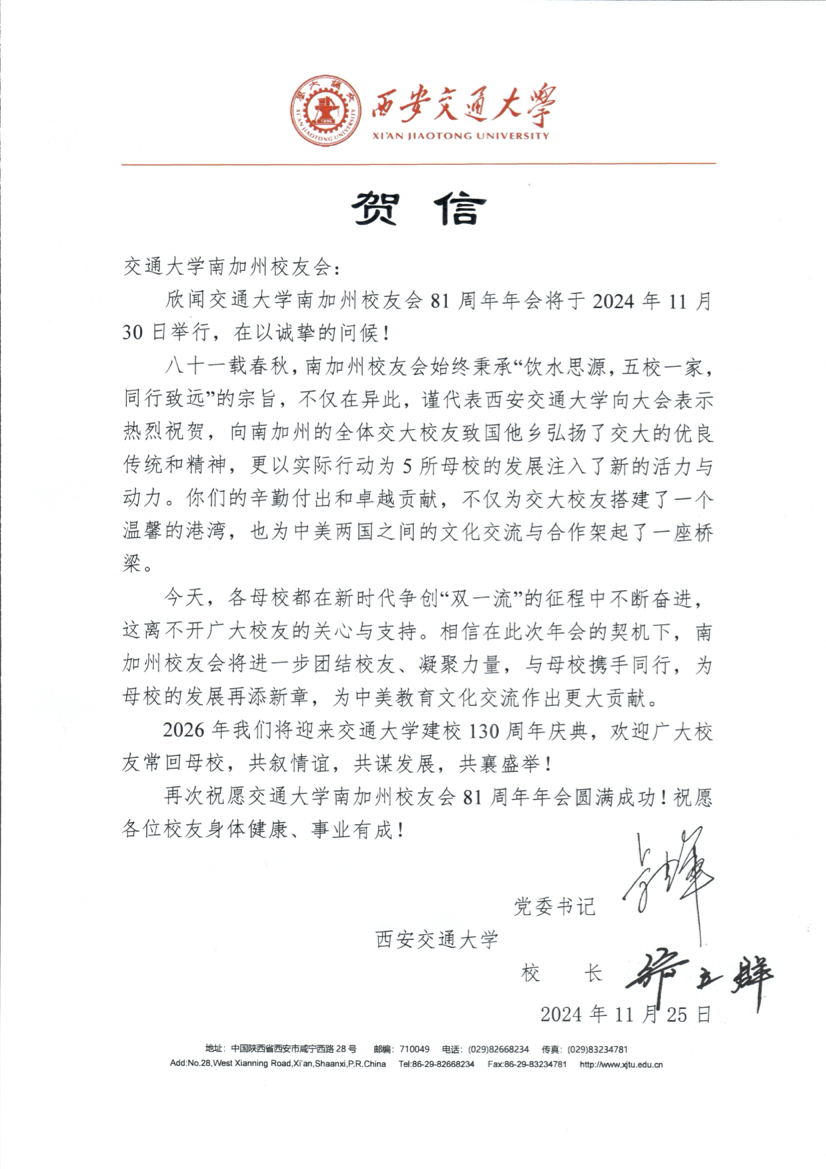 西安交通大学
XI'AN JIAOTONG UNIVERSITY
贺 信
交通大学南加州校友会：
欣闻交通大学南加州校友会 81 周年年会将于 2024 年 11 月
30 日举行，在以诚挚的问候！
八十一载春秋，南加州校友会始终秉承“饮水思源，五校一家，
同行致远”的宗旨，不仅在异此，谨代表西安交通大学向大会表示
热烈祝贺，向南加州的全体交大校友致国他乡弘扬了交大的优良
传统和精神，更以实际行动为 5 所母校的发展注入了新的活力与
动力。你们的辛勤付出和卓越贡献，不仅为交大校友搭建了一个
温馨的港湾，也为中美两国之间的文化交流与合作架起了一座桥
梁。
今天，各母校都在新时代争创“双一流”的征程中不断奋进，
这离不开广大校友的关心与支持。相信在此次年会的契机下，南
加州校友会将进一步团结校友、凝聚力量，与母校携手同行，为
母校的发展再添新章，为中美教育文化交流作出更大贡献。
2026 年我们将迎来交通大学建校 130 周年庆典，欢迎广大校
友常回母校，共叙情谊，共谋发展，共襄盛举！
再次祝愿交通大学南加州校友会 81 周年年会圆满成功！祝愿
各位校友身体健康、事业有成！
党委书记
西安交通大学
校 长
2024 年 11 月 25 日
地址：中国陕西省西安市咸宁西路 28 号 邮编：710049 电话：(029)82668234 传真：(029)83234781
Add:No.28,West Xianning Road,Xi'an,Shaanxi,P.R.China Tel:86-29-82668234 Fax:86-29-83234781 http://www.xjtu.edu.cn